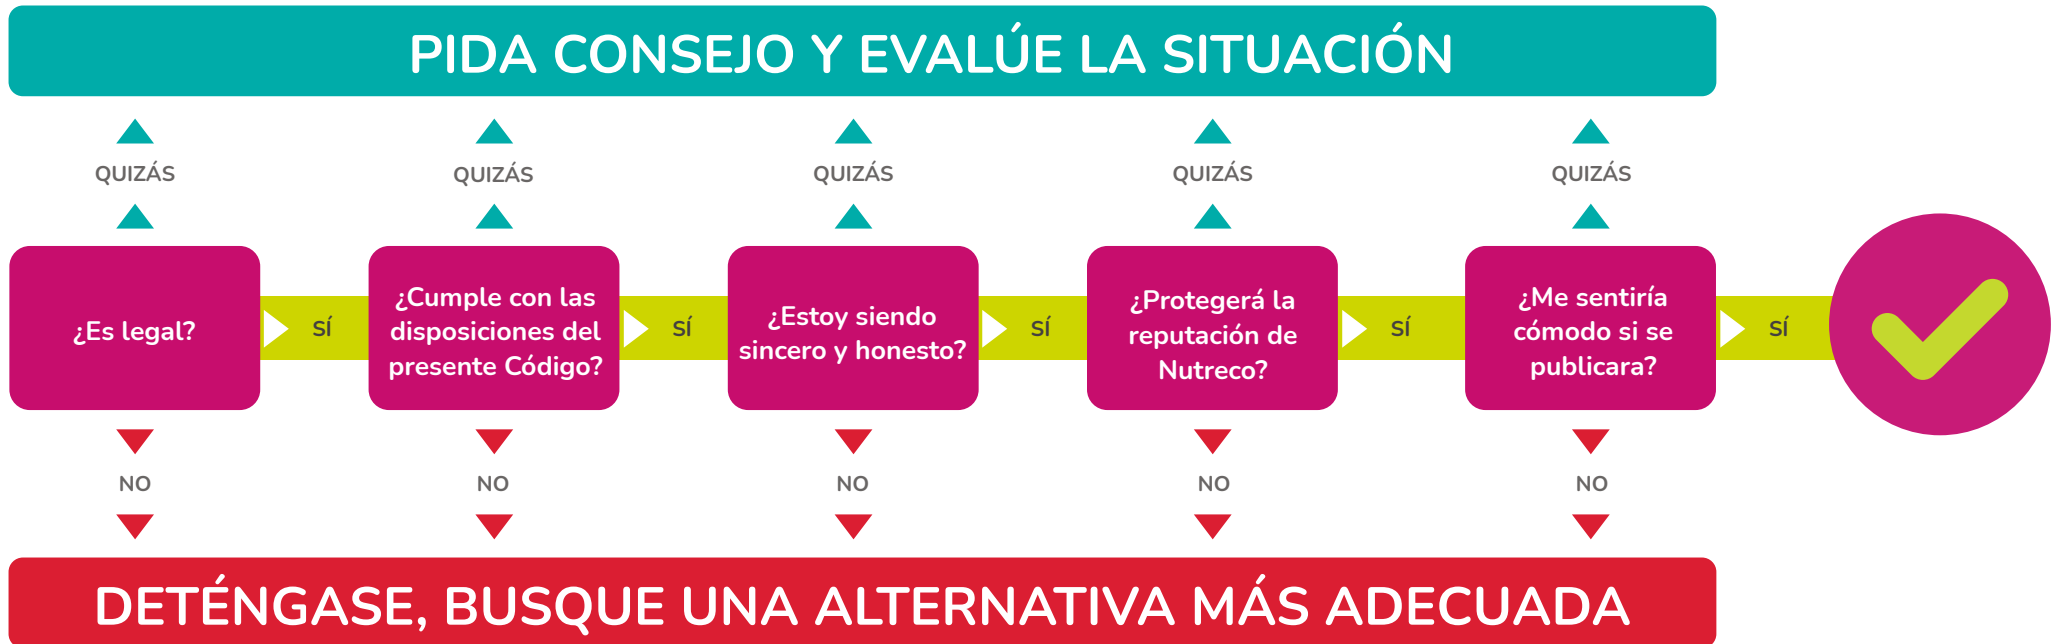 PIDA CONSEJO Y EVALÚE LA SITUACIÓN
QUIZÁS
QUIZÁS
QUIZÁS
QUIZÁS
QUIZÁS
¿Es legal?
SÍ
¿Cumple con las
disposiciones del
presente Código?
SÍ
¿Estoy siendo
sincero y honesto?
SÍ
¿Protegerá la
reputación de
Nutreco?
SÍ
¿Me sentiría
cómodo si se
publicara?
SÍ
NO
NO
NO
NO
NO
DETÉNGASE, BUSQUE UNA ALTERNATIVA MÁS ADECUADA